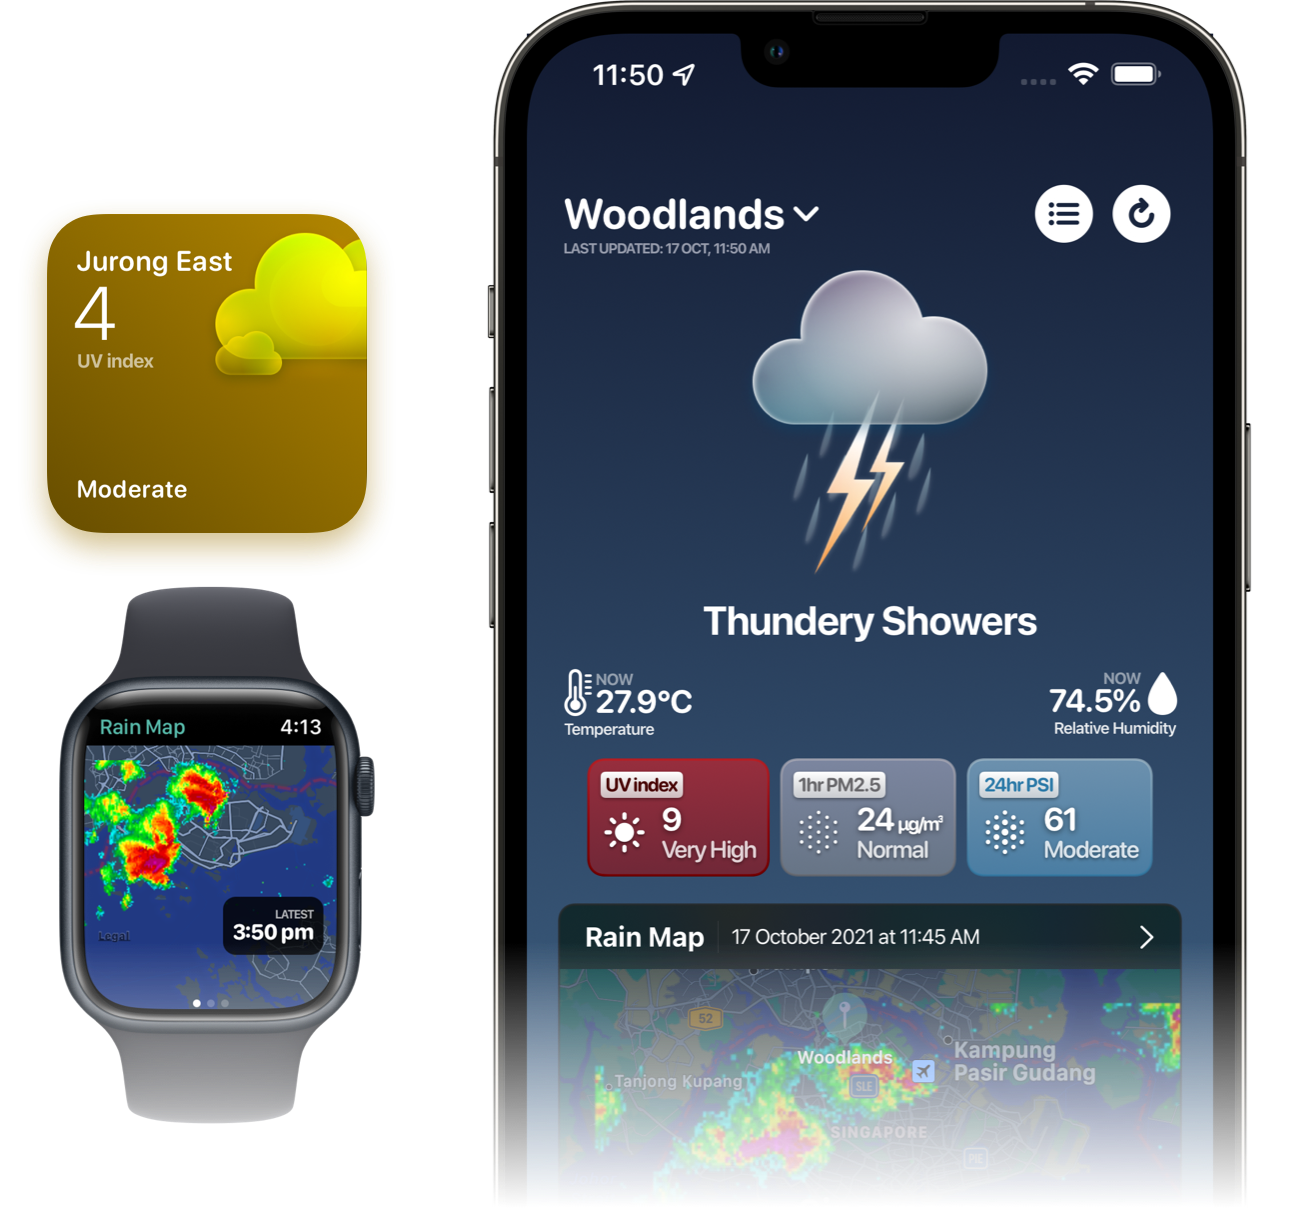 Jurong East
4
UV index
Moderate
Rain Map
4:13
Legal
LATEST
3:50 pm
11:50
Woodlands
LAST UPDATED: 17 OCT, 11:50 AM
Thundery Showers
NOW
27.9°C
Temperature
NOW
74.5%
Relative Humidity
UV index
9
Very High
1hr PM2.5
24 µg/m³
Normal
24hr PSI
61
Moderate
Rain Map
17 October 2021 at 11:45 AM
52
Woodlands
Kampung
Pasir Gudang
Tanjong Kupang
SLE
SINGAPORE
PIE